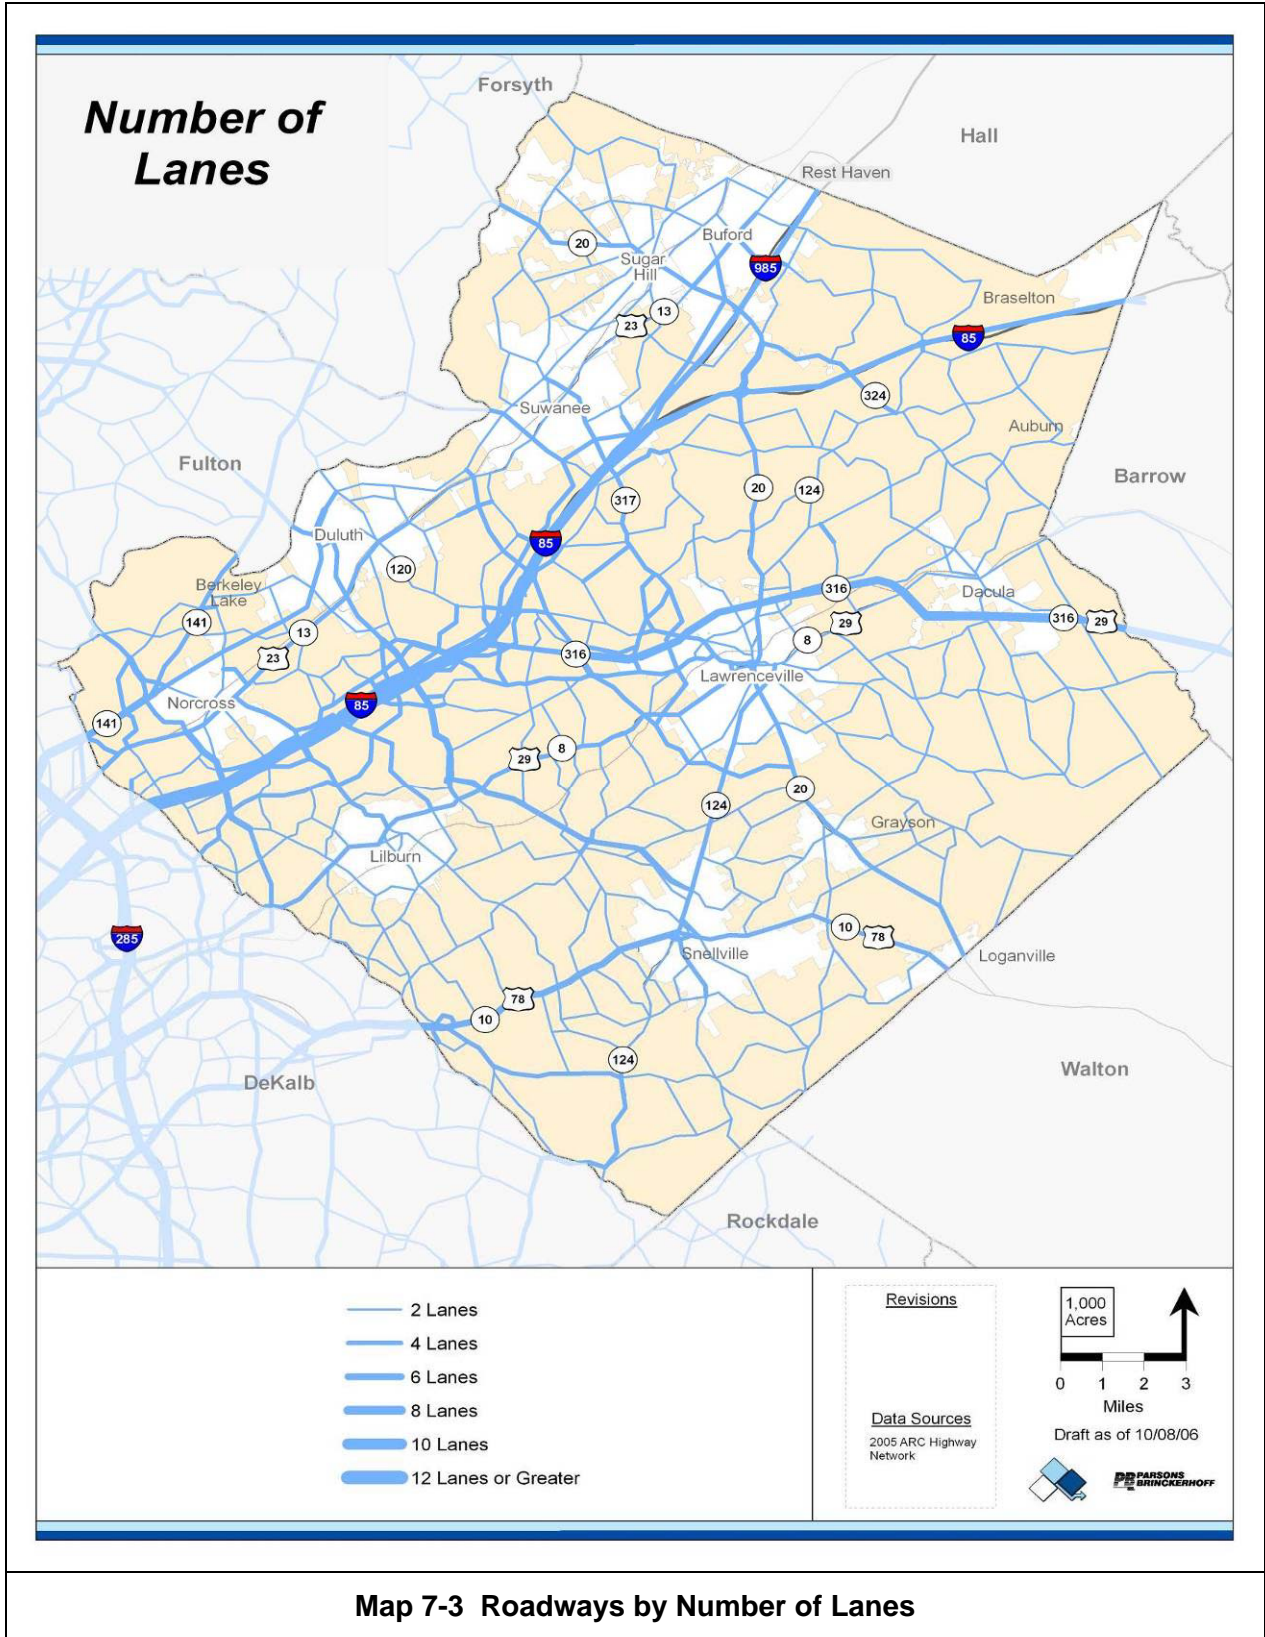 Number of
Lanes
Forsyth
Hall
Rest Haven
Buford
20
Sugar
Hill
985
Braselton
13
23
85
324
Suwanee
Auburn
Fulton
Barrow
317
20
124
Duluth
85
120
Berkeley
Lake
316
Dacula
141
13
29
316
29
8
23
316
Lawrenceville
Norcross
85
141
8
29
20
124
Grayson
Lilburn
10
78
285
Snellville
Loganville
78
10
124
DeKalb
Walton
Rockdale
2 Lanes
4 Lanes
6 Lanes
8 Lanes
10 Lanes
12 Lanes or Greater
Revisions
Data Sources
2005 ARC Highway
Network
1,000
Acres
0 1 2 3
Miles
Draft as of 10/08/06
PB PARSONS
BRINCKERHOFF
Map 7-3 Roadways by Number of Lanes